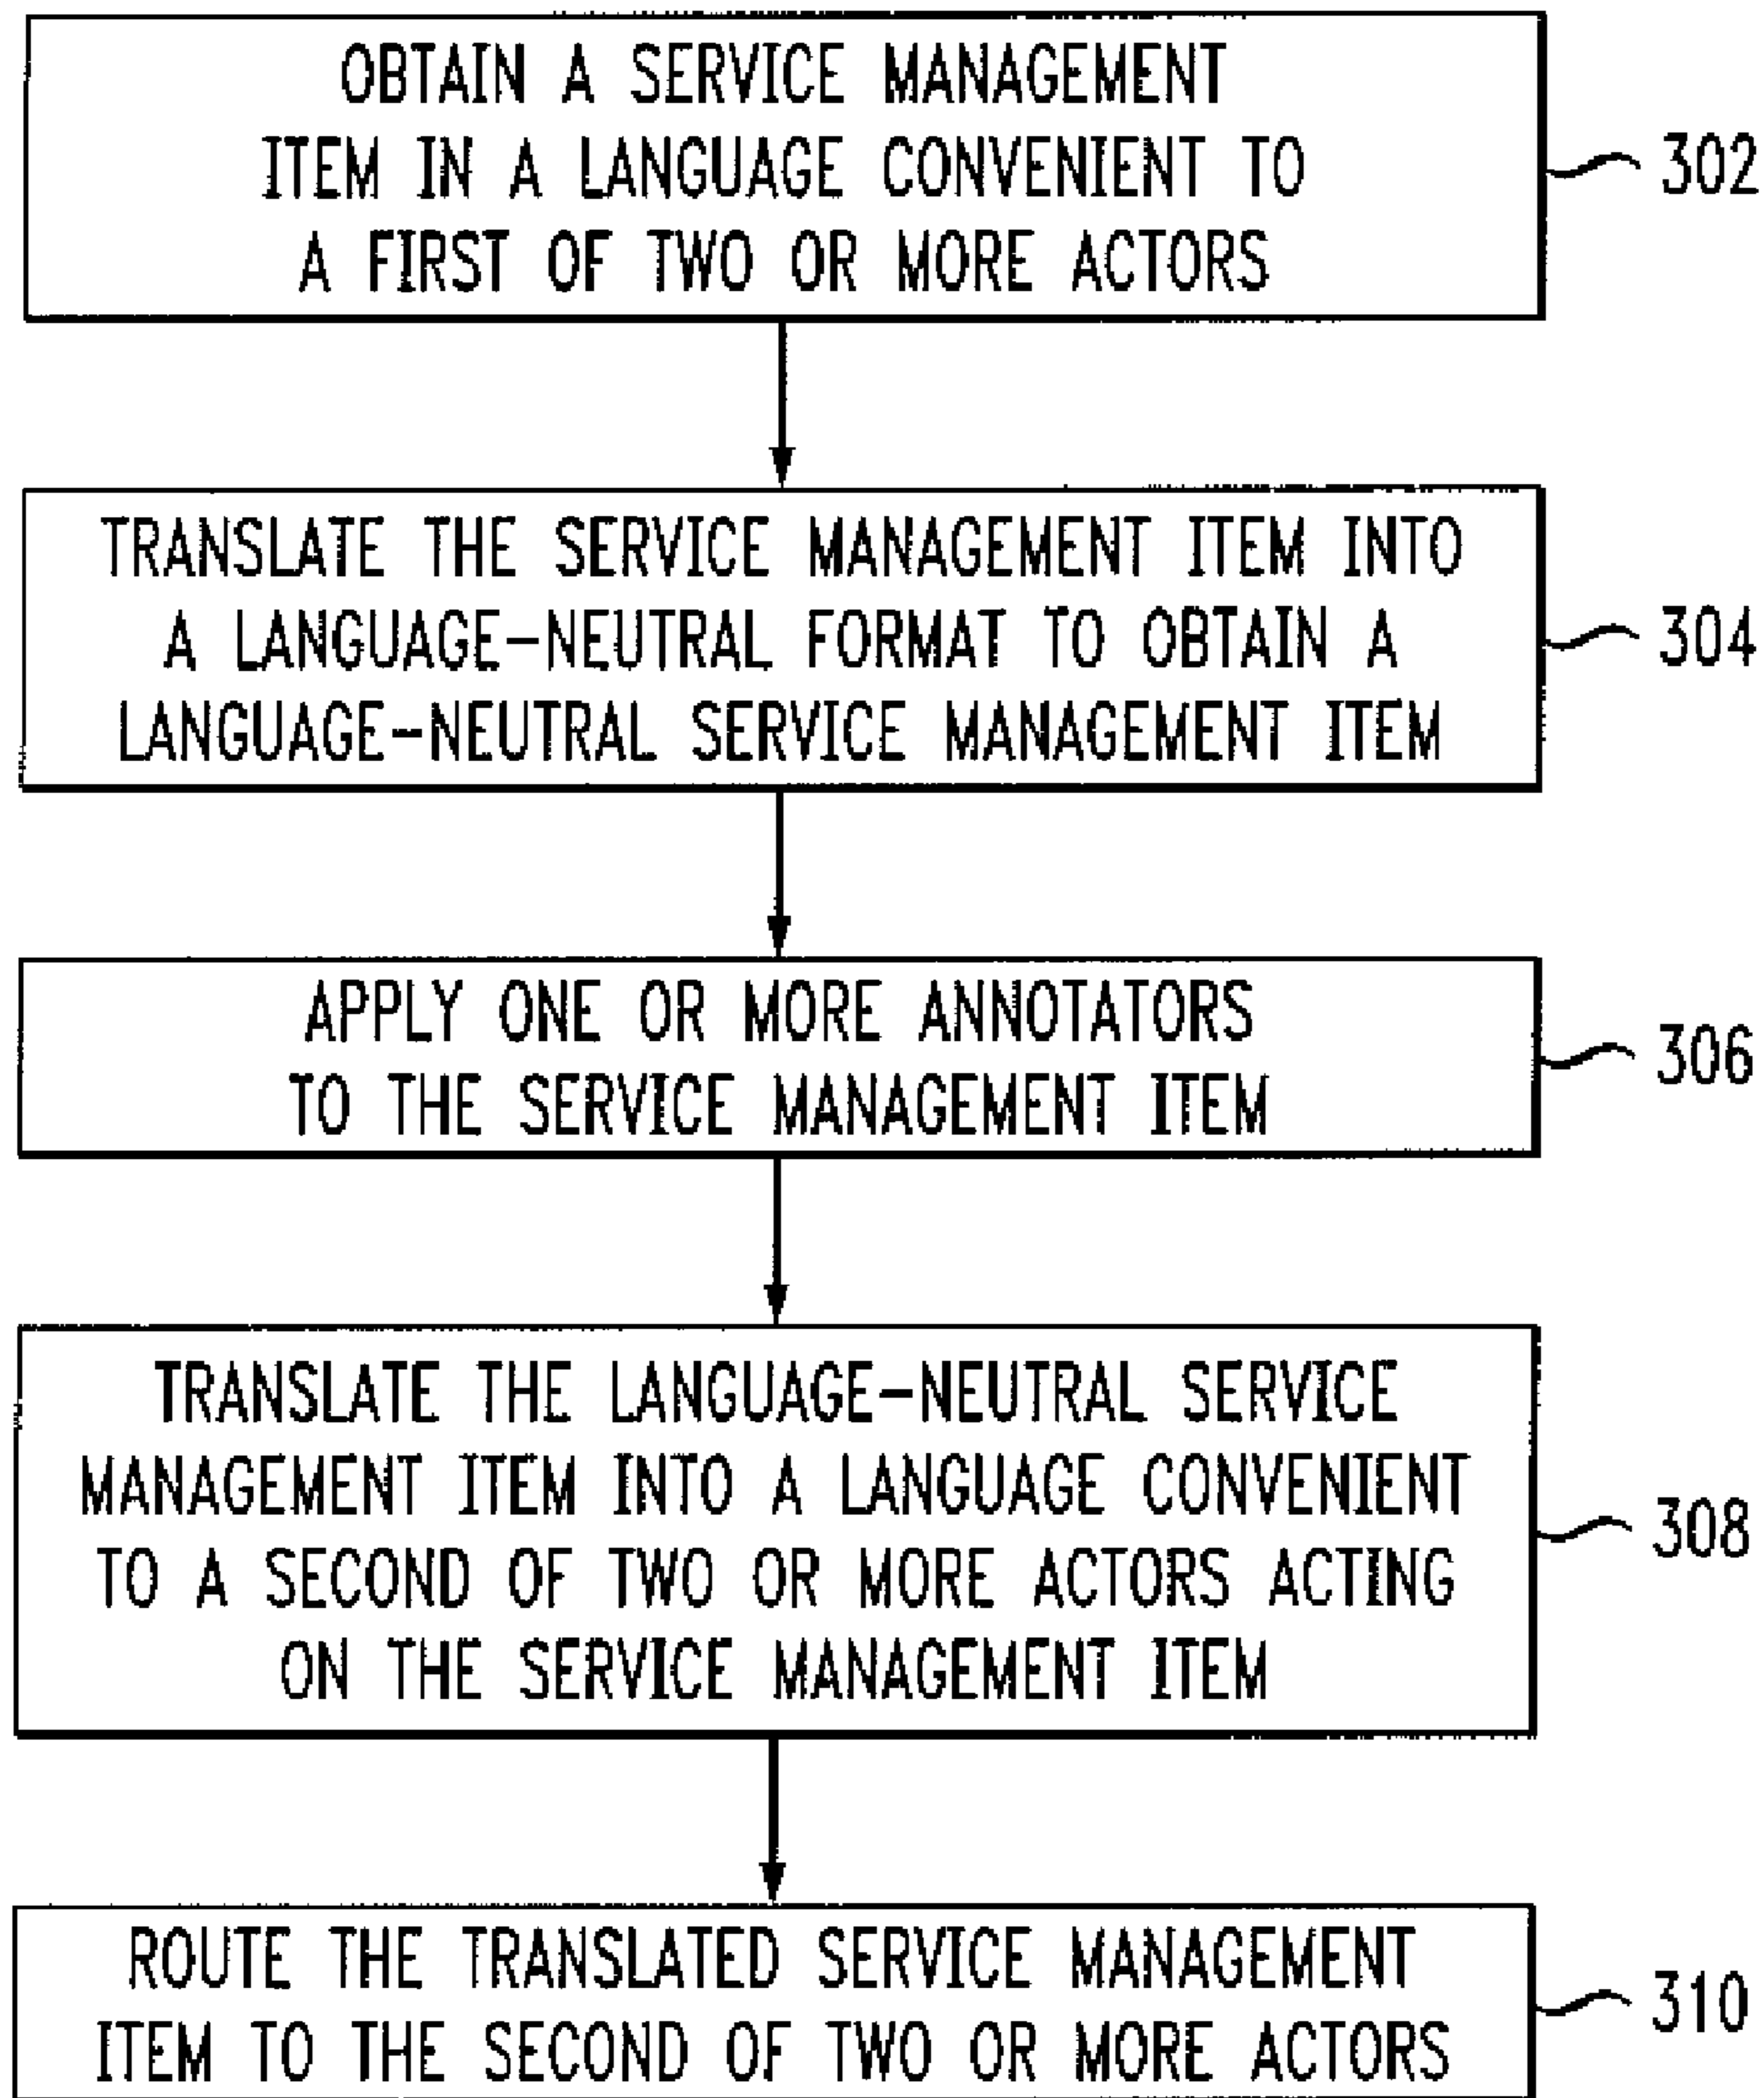 OBTAIN A SERVICE MANAGEMENT
ITEM IN A LANGUAGE CONVENIENT TO
A FIRST OF TWO OR MORE ACTORS
302
TRANSLATE THE SERVICE MANAGEMENT ITEM INTO
A LANGUAGE-NEUTRAL FORMAT TO OBTAIN A
LANGUAGE-NEUTRAL SERVICE MANAGEMENT ITEM
304
APPLY ONE OR MORE ANNOTATORS
TO THE SERVICE MANAGEMENT ITEM
306
TRANSLATE THE LANGUAGE-NEUTRAL SERVICE
MANAGEMENT ITEM INTO A LANGUAGE CONVENIENT
TO A SECOND OF TWO OR MORE ACTORS ACTING
ON THE SERVICE MANAGEMENT ITEM
308
ROUTE THE TRANSLATED SERVICE MANAGEMENT
ITEM TO THE SECOND OF TWO OR MORE ACTORS
310